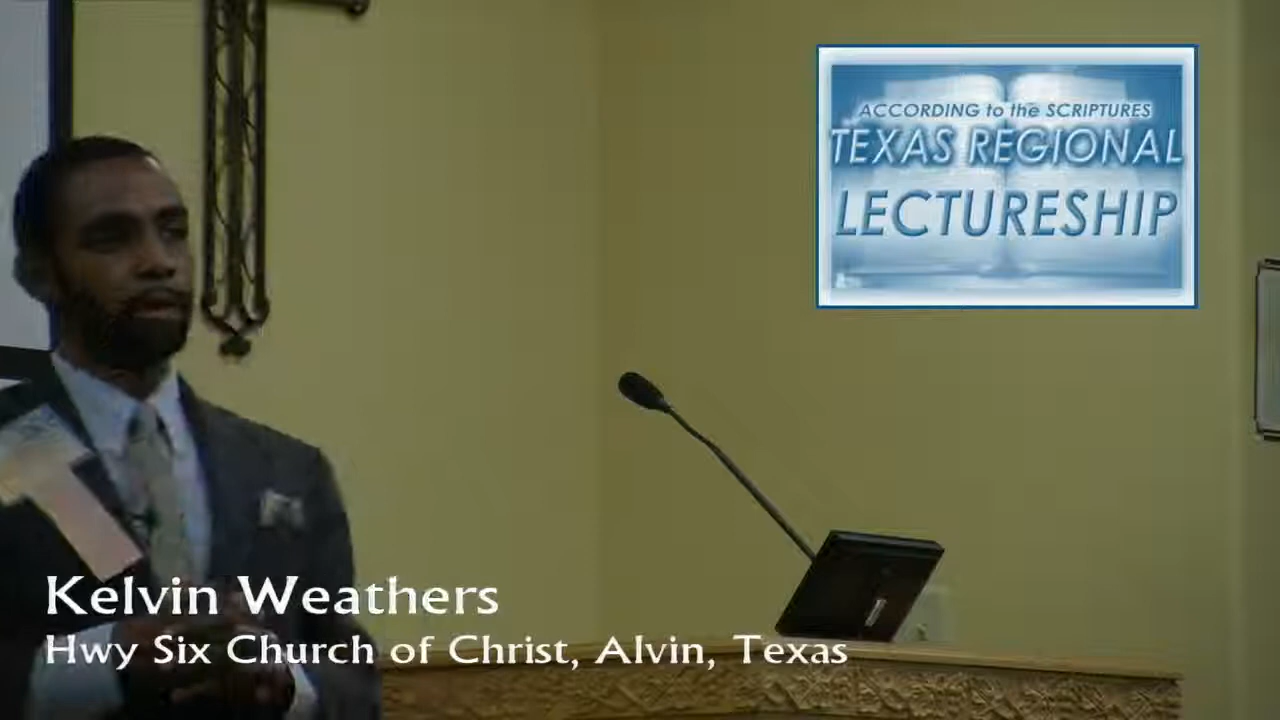 ACCORDING to the SCRIPTURES
TEXAS REGIONAL
LECTURESHIP
Kelvin Weathers
Hwy Six Church of Christ, Alvin, Texas